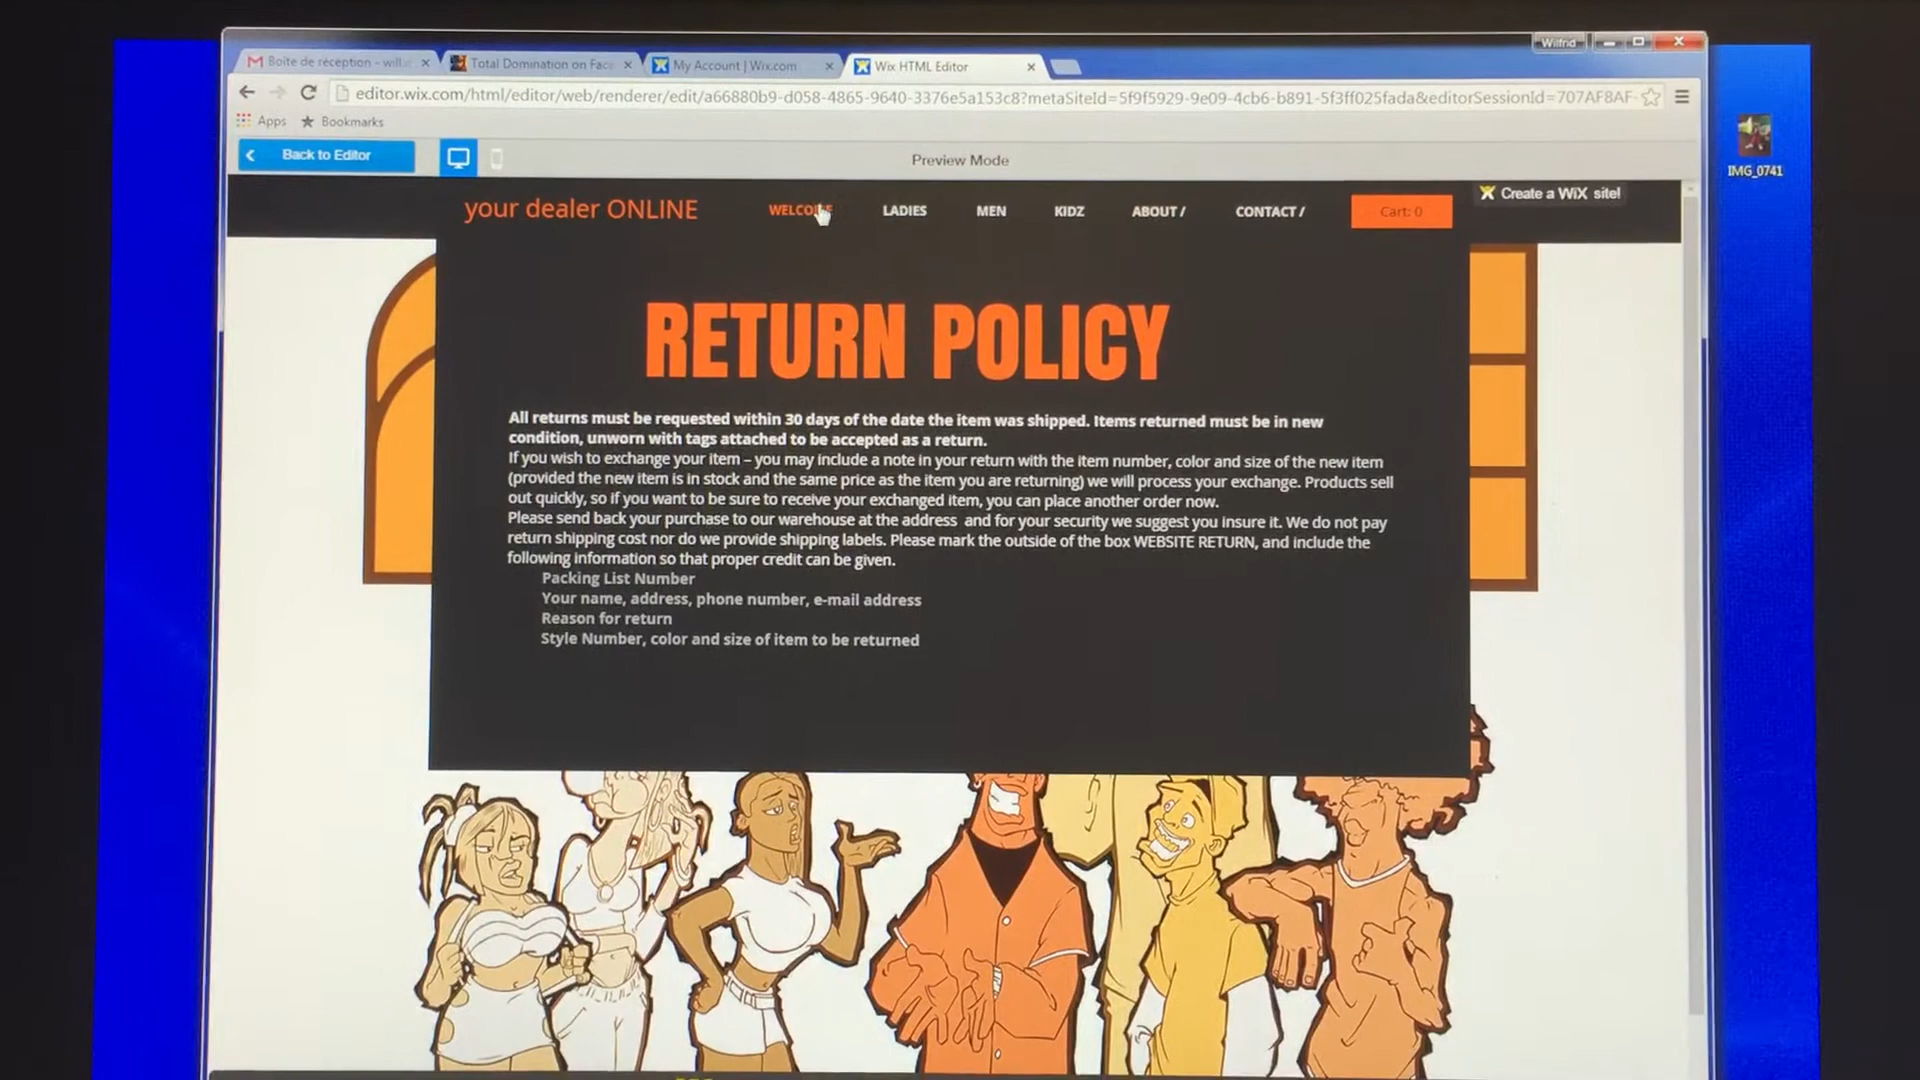 Wilfrid
Boîte de réception – will
Total Domination on Fac
My Account | Wix.com
Wix HTML Editor
editor.wix.com/html/editor/web/renderer/edit/a66880b9-d058-4865-9640-3376e5a153c8?metaSiteId=5f9f5929-9e09-4cb6-b891-5f3ff025fada&editorSessionId=707AF8AF-
Apps Bookmarks
Back to Editor
Preview Mode
IMG_0741
Create a WiX site!
your dealer ONLINE
WELCOME LADIES MEN KIDZ ABOUT / CONTACT / Cart: 0
RETURN POLICY
All returns must be requested within 30 days of the date the item was shipped. Items returned must be in new
condition, unworn with tags attached to be accepted as a return.
If you wish to exchange your item – you may include a note in your return with the item number, color and size of the new item
(provided the new item is in stock and the same price as the item you are returning) we will process your exchange. Products sell
out quickly, so if you want to be sure to receive your exchanged item, you can place another order now.
Please send back your purchase to our warehouse at the address and for your security we suggest you insure it. We do not pay
return shipping cost nor do we provide shipping labels. Please mark the outside of the box WEBSITE RETURN, and include the
following information so that proper credit can be given.
Packing List Number
Your name, address, phone number, e-mail address
Reason for return
Style Number, color and size of item to be returned